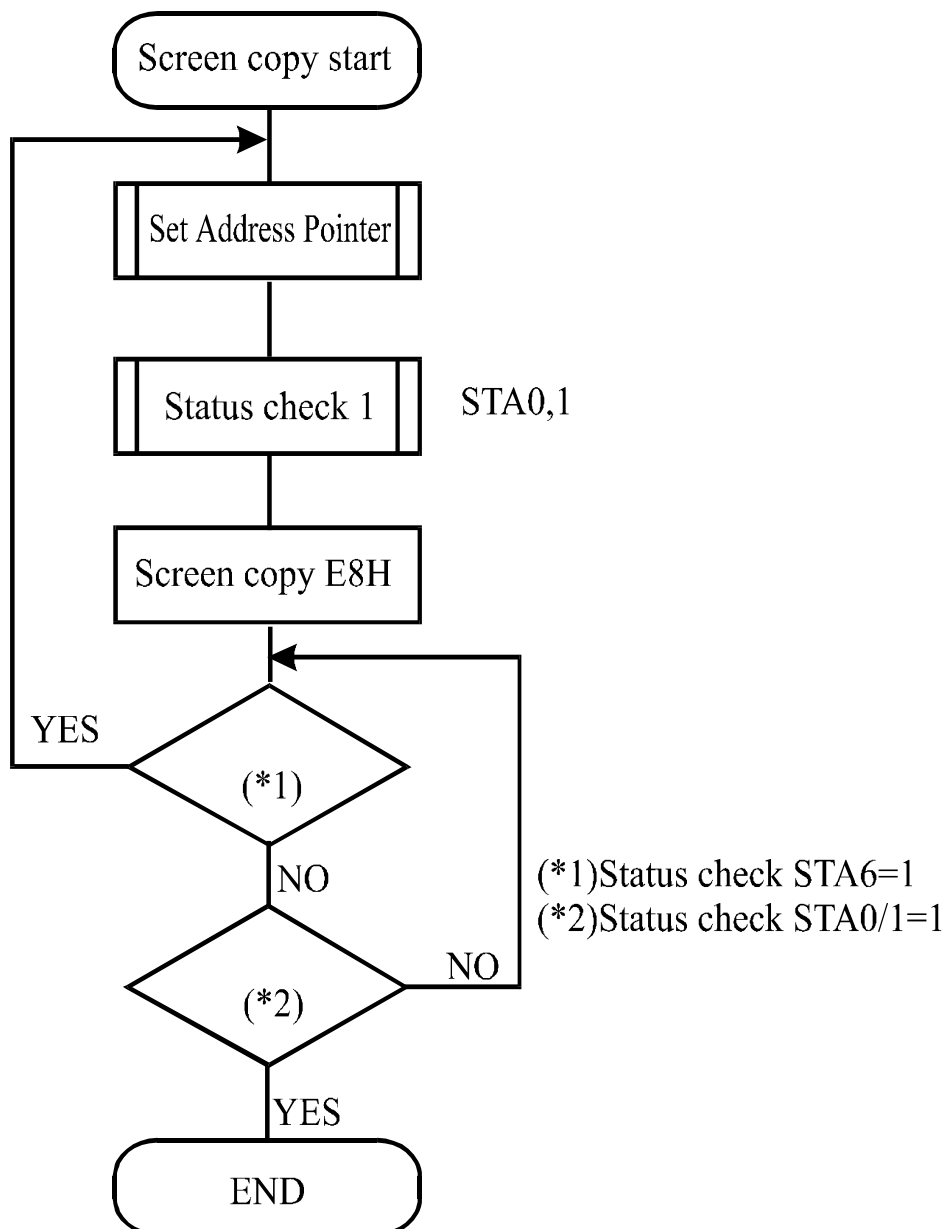 Screen copy start
Set Address Pointer
Status check 1
STA0,1
Screen copy E8H
YES
(*1)
NO
(*1)Status check STA6=1
(*2)Status check STA0/1=1
NO
(*2)
YES
END